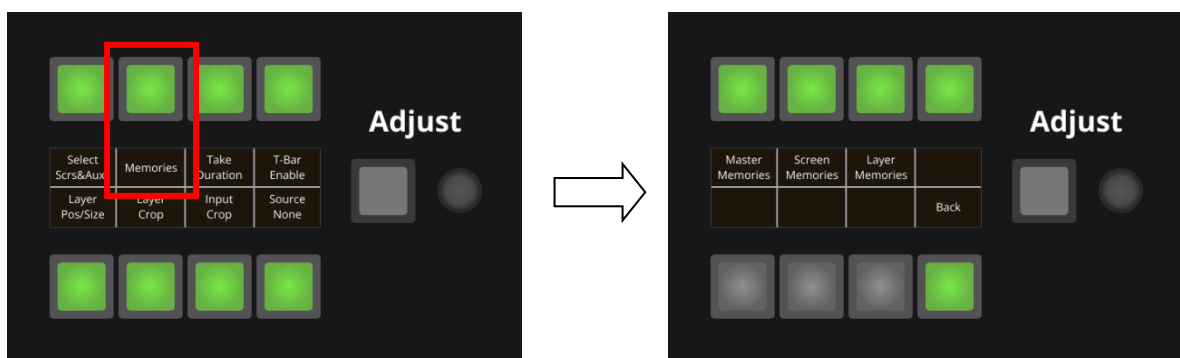 Adjust
Select
Scrs&Aux
Memories
Take
Duration
T-Bar
Enable
Layer
Pos/Size
Layer
Crop
Input
Crop
Source
None
Adjust
Master
Memories
Screen
Memories
Layer
Memories
Back